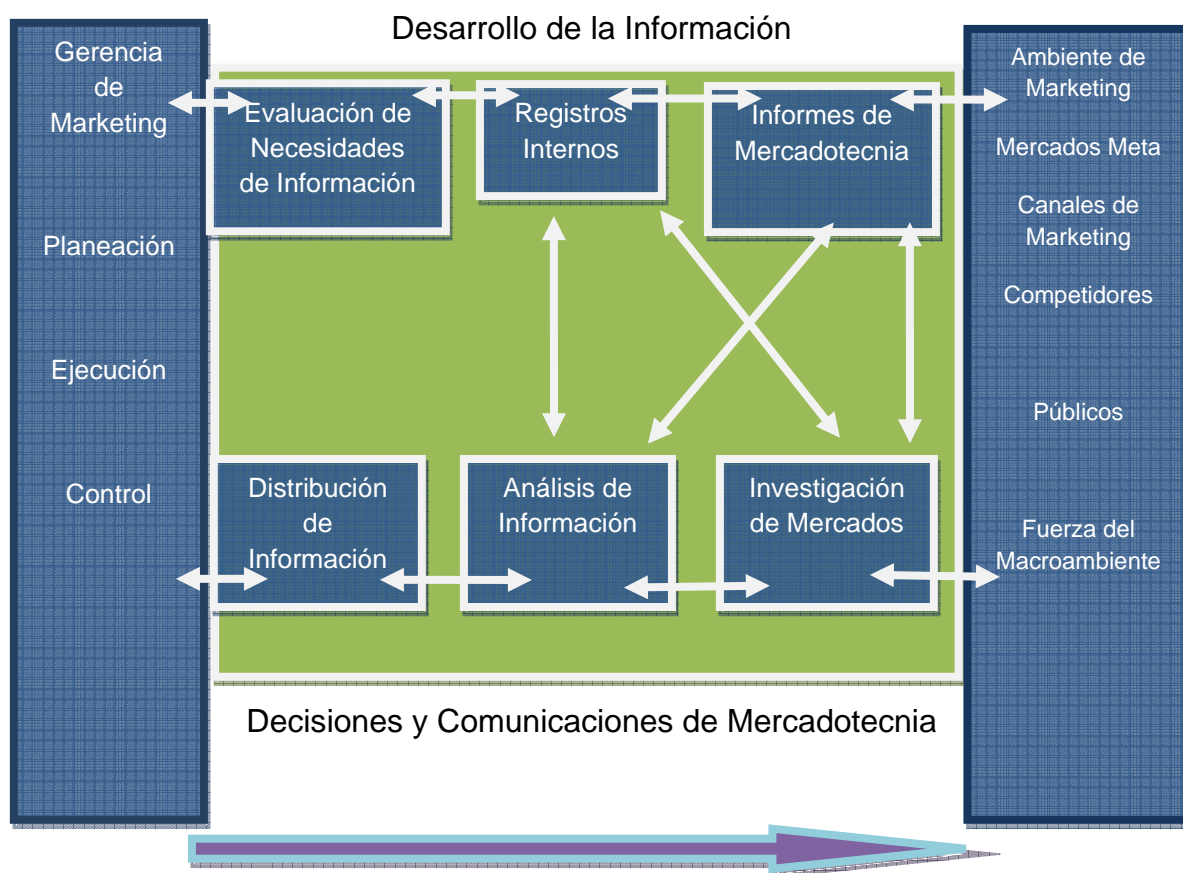 Desarrollo de la Información
Gerencia
de
Marketing
Planeación
Ejecución
Control
Evaluación de
Necesidades
de Información
Registros
Internos
Informes de
Mercadotecnia
Distribución
de
Información
Análisis de
Información
Investigación
de Mercados
Ambiente de
Marketing
Mercados Meta
Canales de
Marketing
Competidores
Públicos
Fuerza del
Macroambiente
Decisiones y Comunicaciones de Mercadotecnia